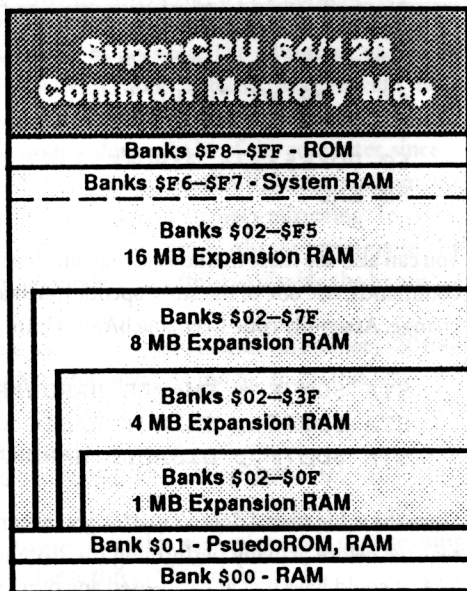 SuperCPU 64/128
Common Memory Map
Banks $F8–$FF - ROM
Banks $F6–$F7 - System RAM
Banks $02–$F5
16 MB Expansion RAM
Banks $02–$7F
8 MB Expansion RAM
Banks $02–$3F
4 MB Expansion RAM
Banks $02–$0F
1 MB Expansion RAM
Bank $01 - PsuedoROM, RAM
Bank $00 - RAM